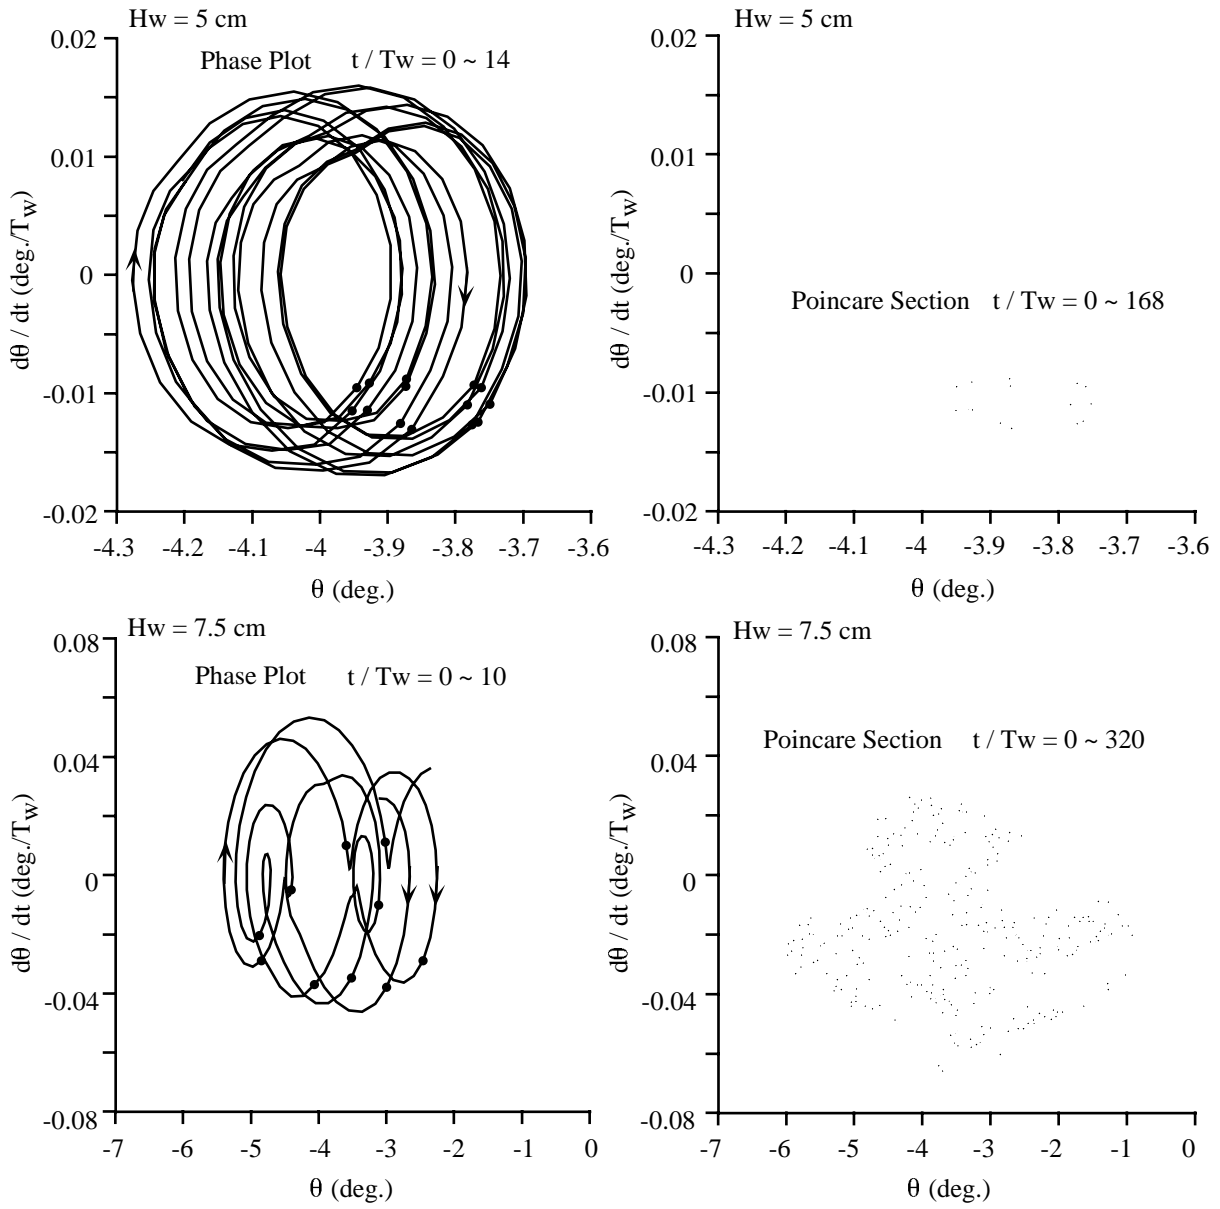 Hw = 5 cm
Phase Plot t / Tw = 0 ~ 14
0.02
0.01
0
-0.01
-0.02
dθ / dt (deg./Tw)
-4.3 -4.2 -4.1 -4 -3.9 -3.8 -3.7 -3.6
θ (deg.)
Hw = 5 cm
0.02
0.01
0
-0.01
-0.02
dθ / dt (deg./Tw)
Poincare Section t / Tw = 0 ~ 168
-4.3 -4.2 -4.1 -4 -3.9 -3.8 -3.7 -3.6
θ (deg.)
Hw = 7.5 cm
Phase Plot t / Tw = 0 ~ 10
0.08
0.04
0
-0.04
-0.08
dθ / dt (deg./Tw)
-7 -6 -5 -4 -3 -2 -1 0
θ (deg.)
Hw = 7.5 cm
Poincare Section t / Tw = 0 ~ 320
0.08
0.04
0
-0.04
-0.08
dθ / dt (deg./Tw)
-7 -6 -5 -4 -3 -2 -1 0
θ (deg.)